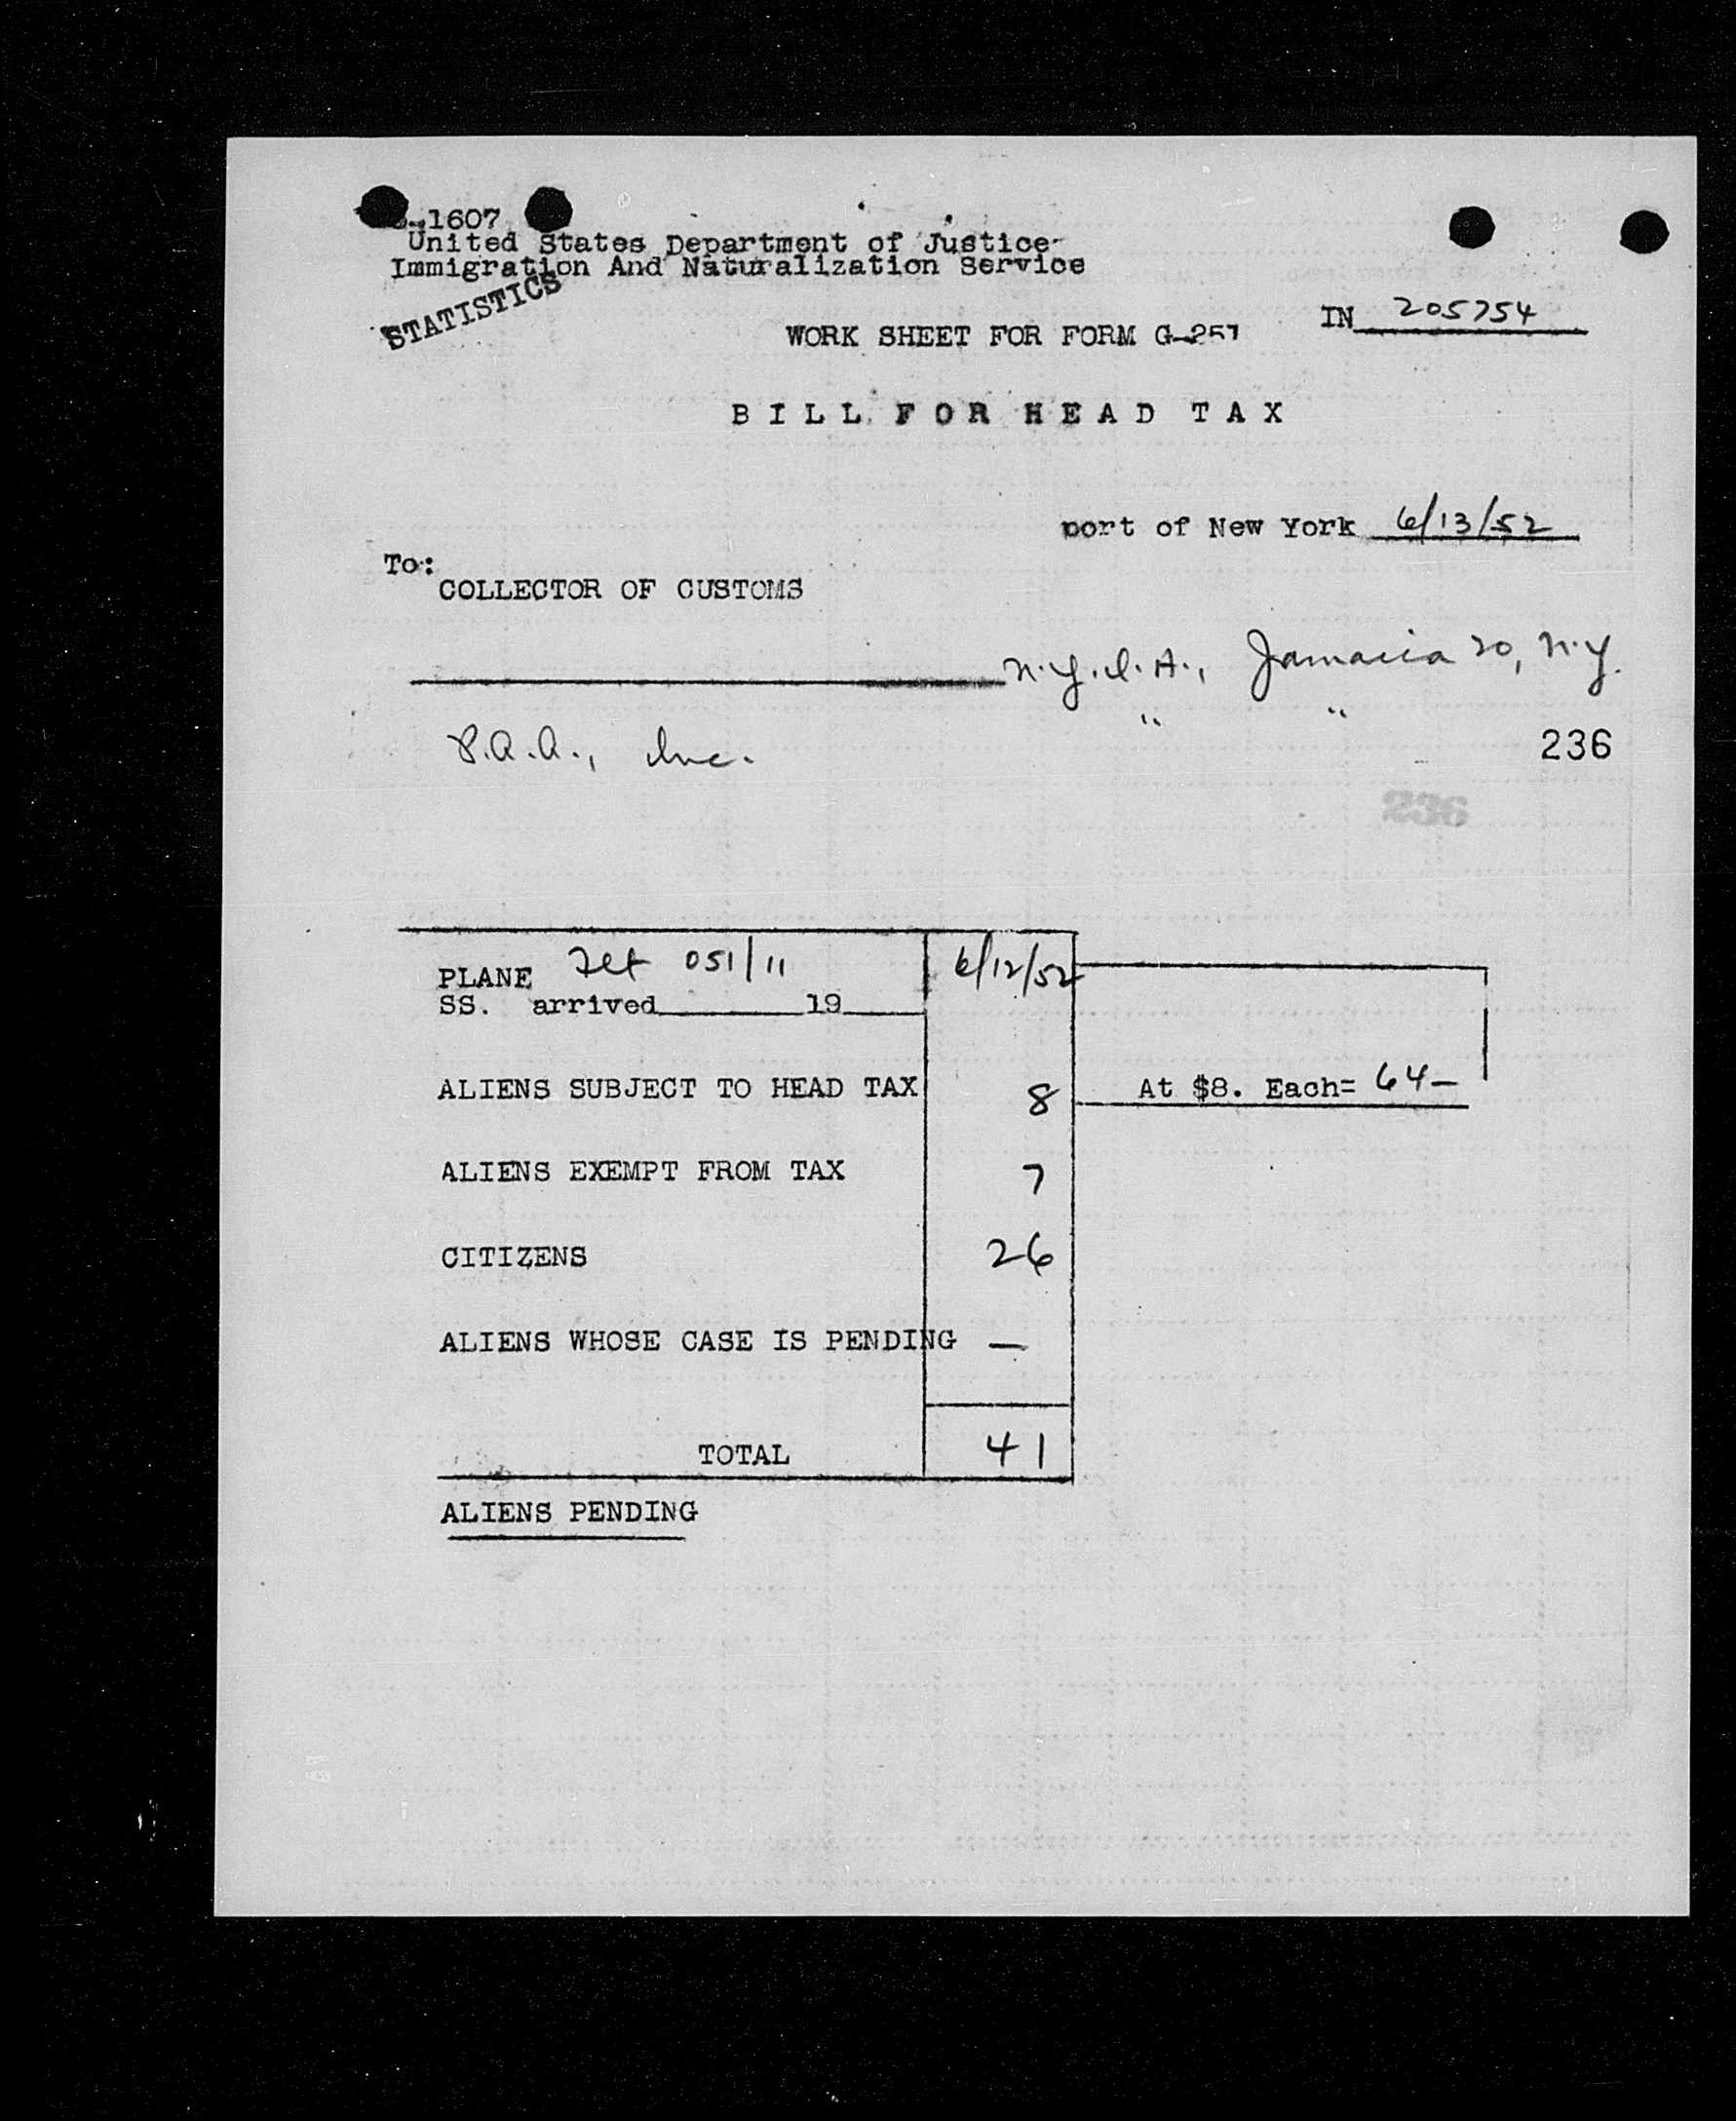 -1607
United States Department of Justice
Immigration And Naturalization Service
STATISTICS
IN 205754
WORK SHEET FOR FORM G-251
BILL FOR HEAD TAX
port of New York 6/13/52
To:
COLLECTOR OF CUSTOMS
N.Y.I.A., Jamaica 20, N.Y.
P.A.A., Inc. " "
236
236
PLANE 051/11 6/12/52
SS. arrived 19
ALIENS SUBJECT TO HEAD TAX 8 At $8. Each= 64-
ALIENS EXEMPT FROM TAX 7
CITIZENS 26
ALIENS WHOSE CASE IS PENDING —
TOTAL 41
ALIENS PENDING